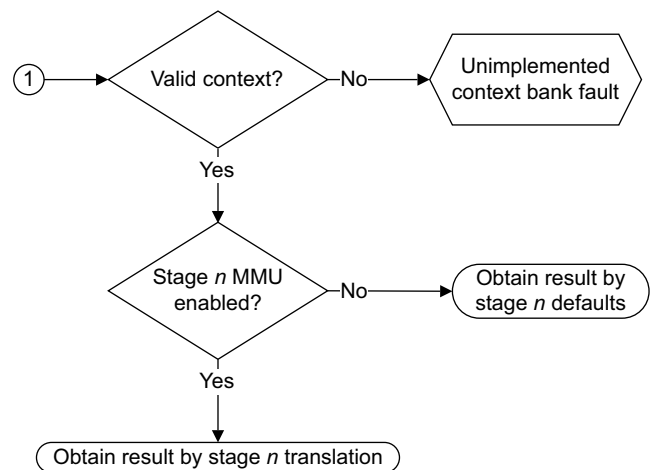 1
Valid context?
No
Unimplemented
context bank fault
Yes
Stage n MMU
enabled?
No
Obtain result by
stage n defaults
Yes
Obtain result by stage n translation